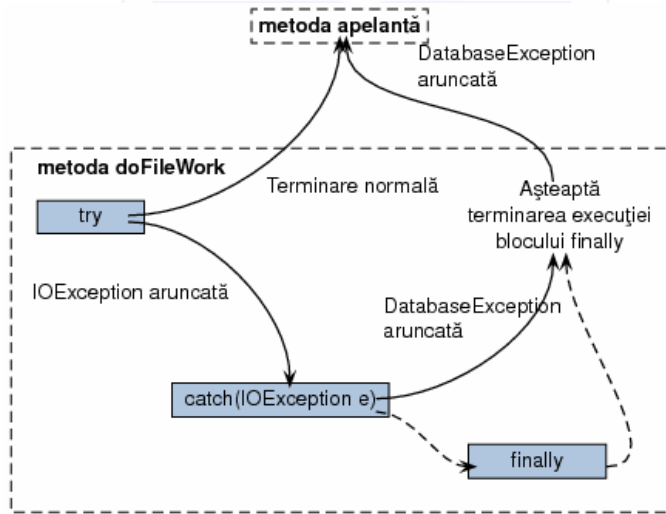 metoda apelantă
DatabaseException
aruncată
metoda doFileWork
Terminare normală
try
Aşteaptă
terminarea execuţiei
blocului finally
IOException aruncată
DatabaseException
aruncată
catch(IOException e)
finally